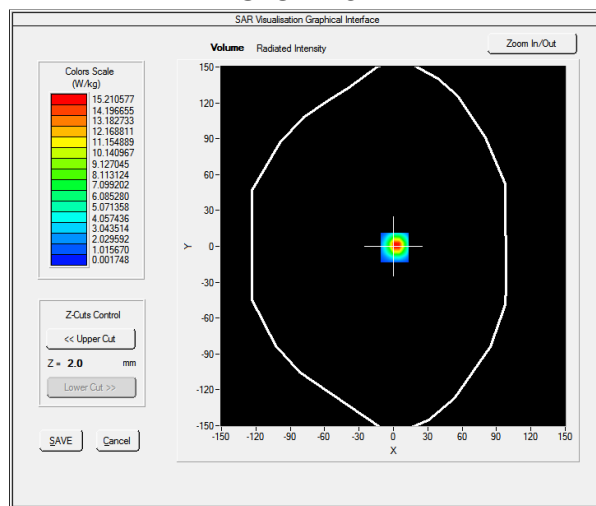 SAR Visualisation Graphical Interface
Volume Radiated Intensity
Zoom In/Out
Colors Scale
(W/kg)
15.210577
14.196655
13.182733
12.168811
11.154889
10.140967
9.127045
8.113124
7.099202
6.085280
5.071358
4.057436
3.043514
2.029592
1.015670
0.001748
Z-Cuts Control
<< Upper Cut
Z = 2.0 mm
Lower Cut >>
SAVE Cancel
150
120
90
60
30
0
-30
-60
-90
-120
-150
Y
-150 -120 -90 -60 -30 0 30 60 90 120 150
X